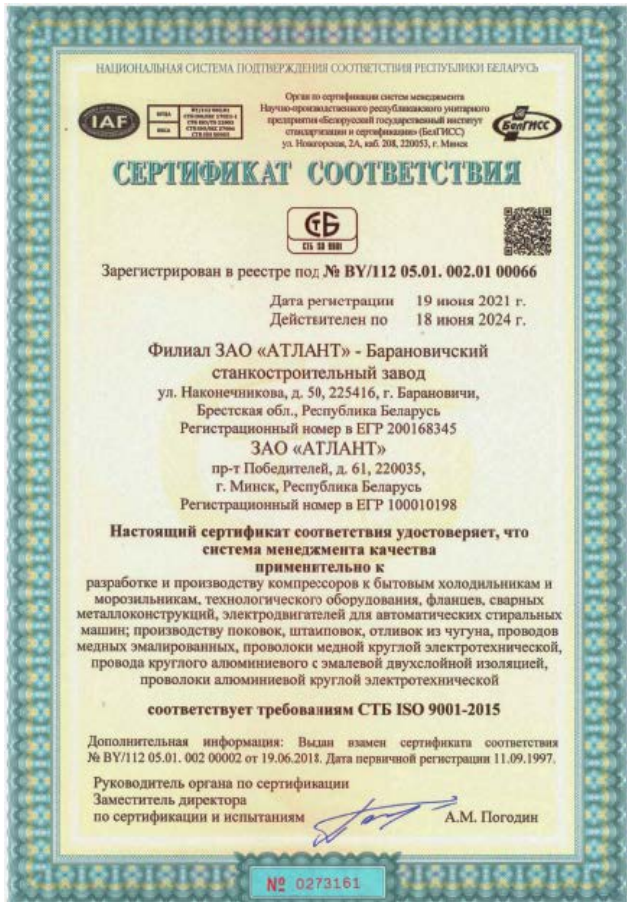 НАЦИОНАЛЬНАЯ СИСТЕМА ПОДТВЕРЖДЕНИЯ СООТВЕТСТВИЯ РЕСПУБЛИКИ БЕЛАРУСЬ
IAF
Орган по сертификации систем менеджмента
Научно-производственного республиканского унитарного
предприятия «Белорусский государственный институт
стандартизации и сертификации» (БелГИСС)
ул. Новаторская, 2А, каб. 208, 220053, г. Минск
БелГИСС
СЕРТИФИКАТ СООТВЕТСТВИЯ
СТБ
СТБ ISO 9001
Зарегистрирован в реестре под № BY/112 05.01. 002.01 00066
Дата регистрации 19 июня 2021 г.
Действителен по 18 июня 2024 г.
Филиал ЗАО «АТЛАНТ» - Барановичский
станкостроительный завод
ул. Наконечникова, д. 50, 225416, г. Барановичи,
Брестская обл., Республика Беларусь
Регистрационный номер в ЕГР 200168345
ЗАО «АТЛАНТ»
пр-т Победителей, д. 61, 220035,
г. Минск, Республика Беларусь
Регистрационный номер в ЕГР 100010198
Настоящий сертификат соответствия удостоверяет, что
система менеджмента качества
применительно к
разработке и производству компрессоров к бытовым холодильникам и
морозильникам, технологического оборудования, фланцев, сварных
металлоконструкций, электродвигателей для автоматических стиральных
машин; производству поковок, штамповок, отливок из чугуна, проводов
медных эмалированных, проволоки медной круглой электротехнической,
провода круглого алюминиевого с эмалевой двухслойной изоляцией,
проволоки алюминиевой круглой электротехнической
соответствует требованиям СТБ ISO 9001-2015
Дополнительная информация: Выдан взамен сертификата соответствия
№ BY/112 05.01. 002 00002 от 19.06.2018. Дата первичной регистрации 11.09.1997.
Руководитель органа по сертификации
Заместитель директора
по сертификации и испытаниям А.М. Погодин
№ 0273161